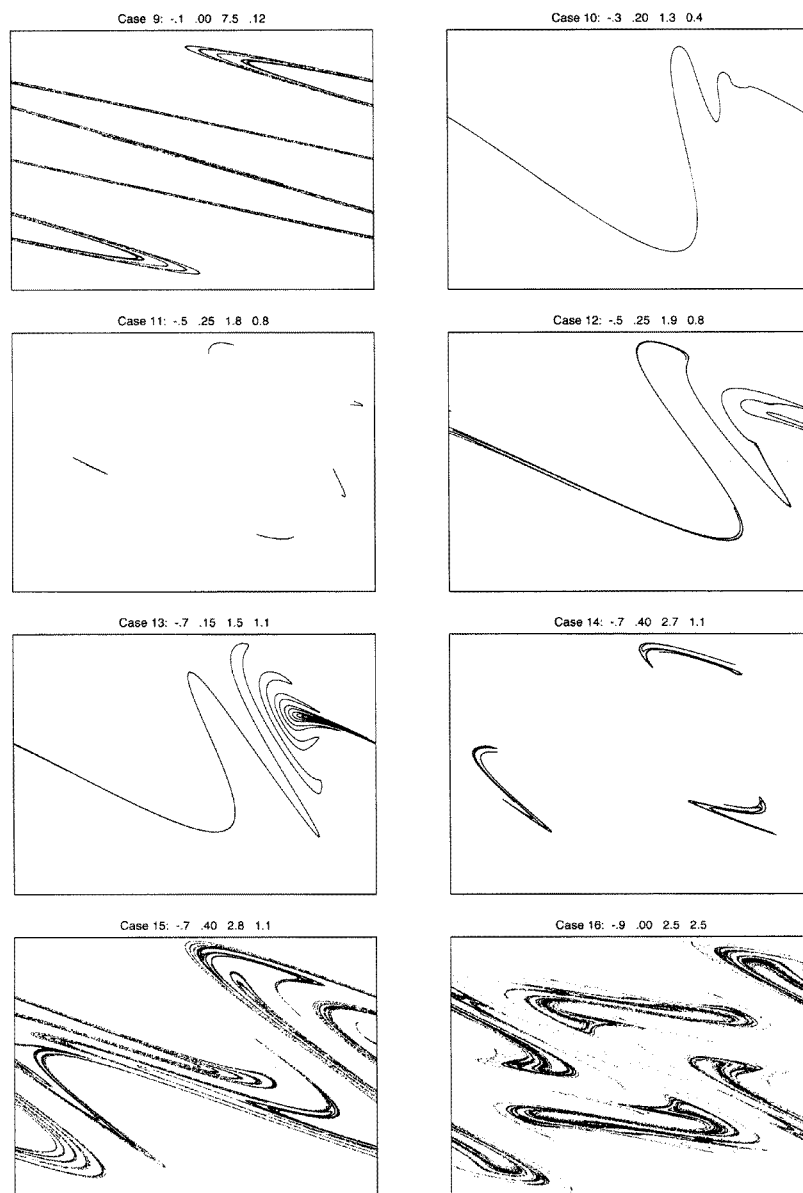 Case 9: -.1 .00 7.5 .12
Case 10: -.3 .20 1.3 0.4
Case 11: -.5 .25 1.8 0.8
Case 12: -.5 .25 1.9 0.8
Case 13: -.7 .15 1.5 1.1
Case 14: -.7 .40 2.7 1.1
Case 15: -.7 .40 2.8 1.1
Case 16: -.9 .00 2.5 2.5